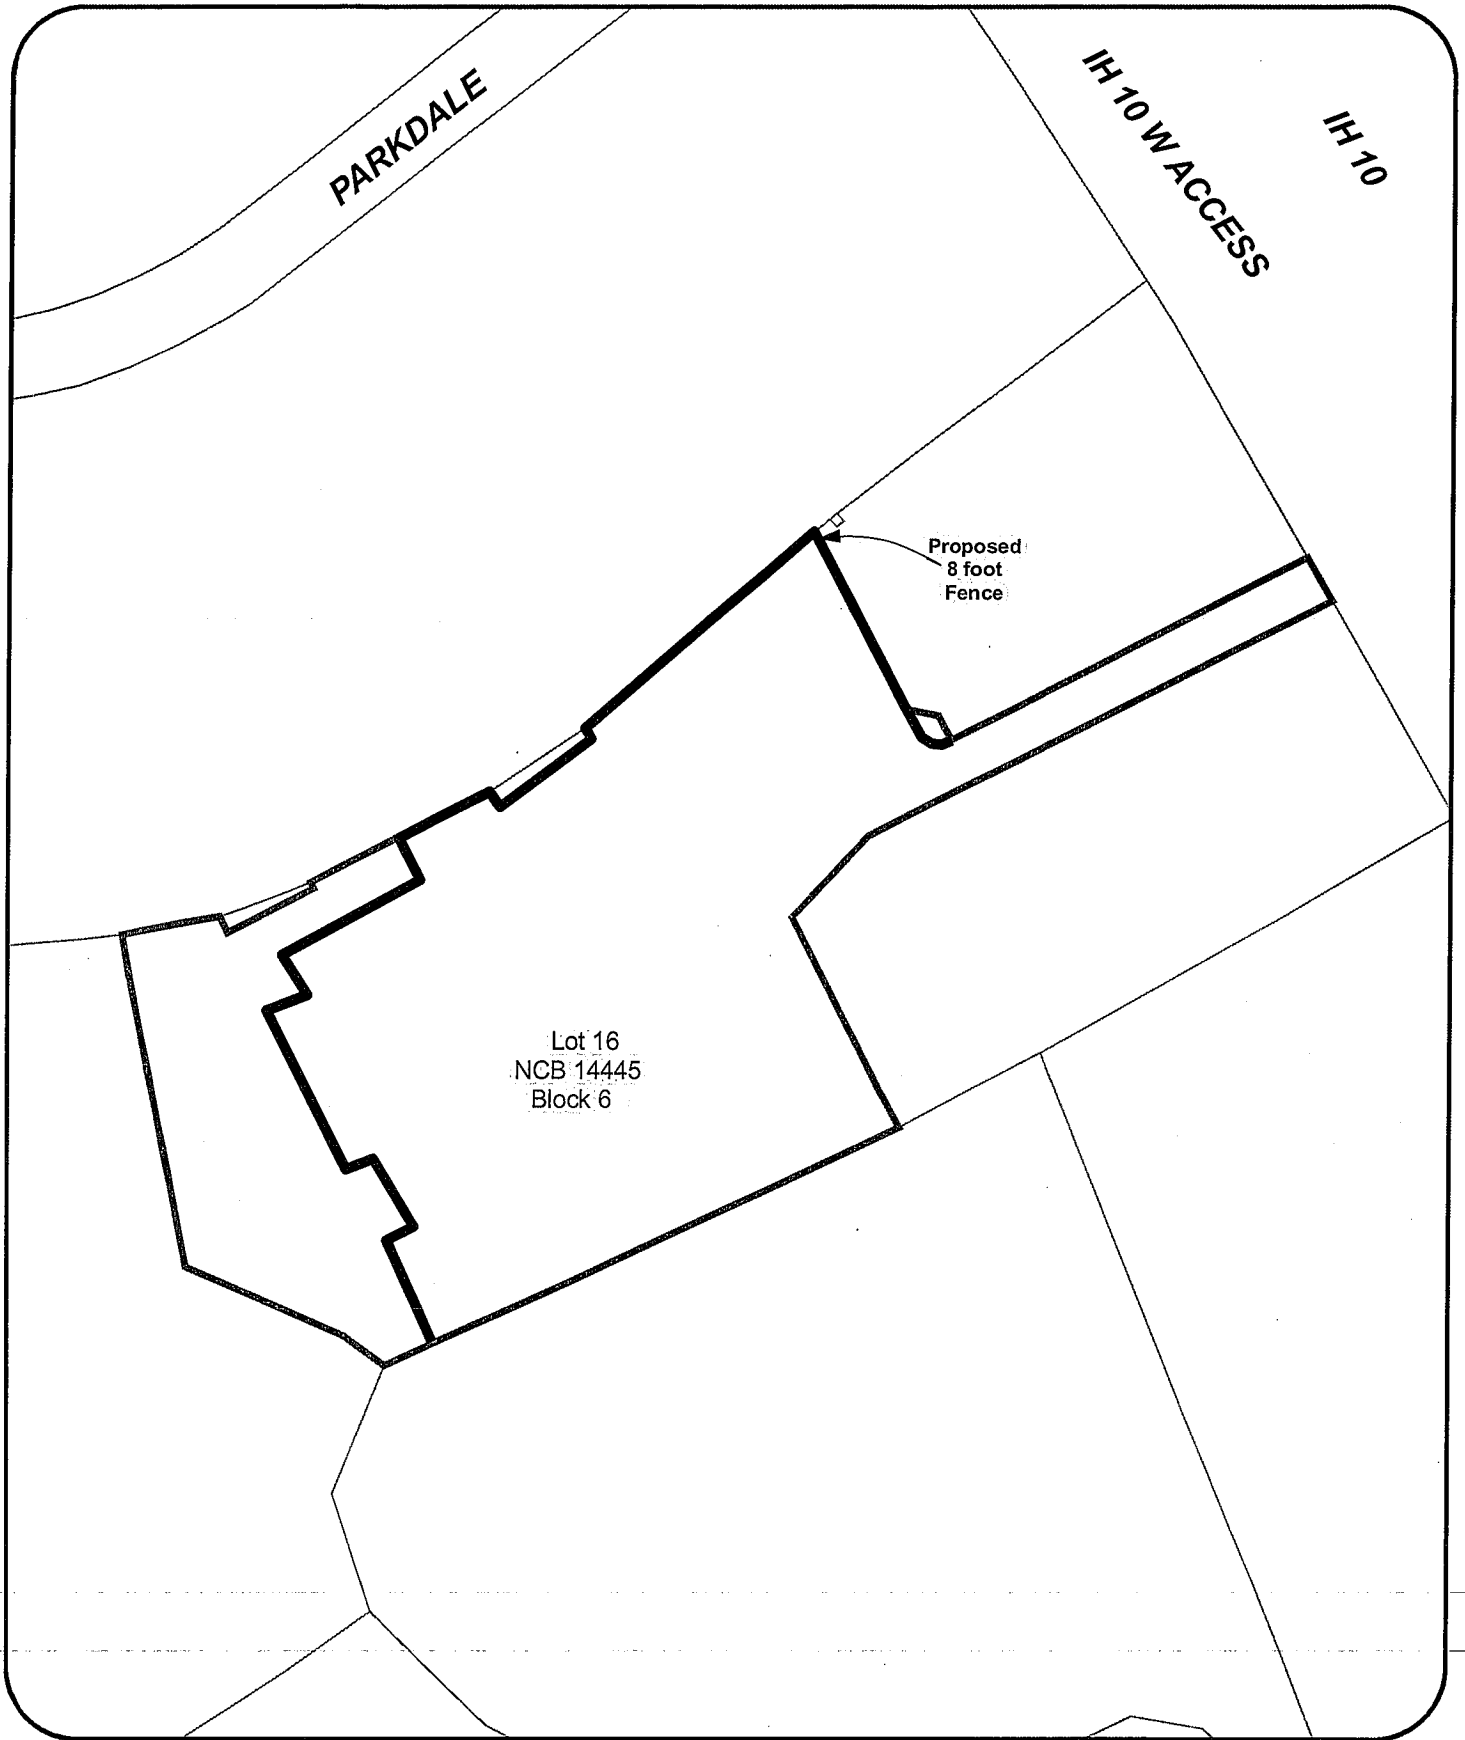 PARKDALE
IH 10 W ACCESS
IH 10
Proposed
8 foot
Fence
Lot 16
NCB 14445
Block 6